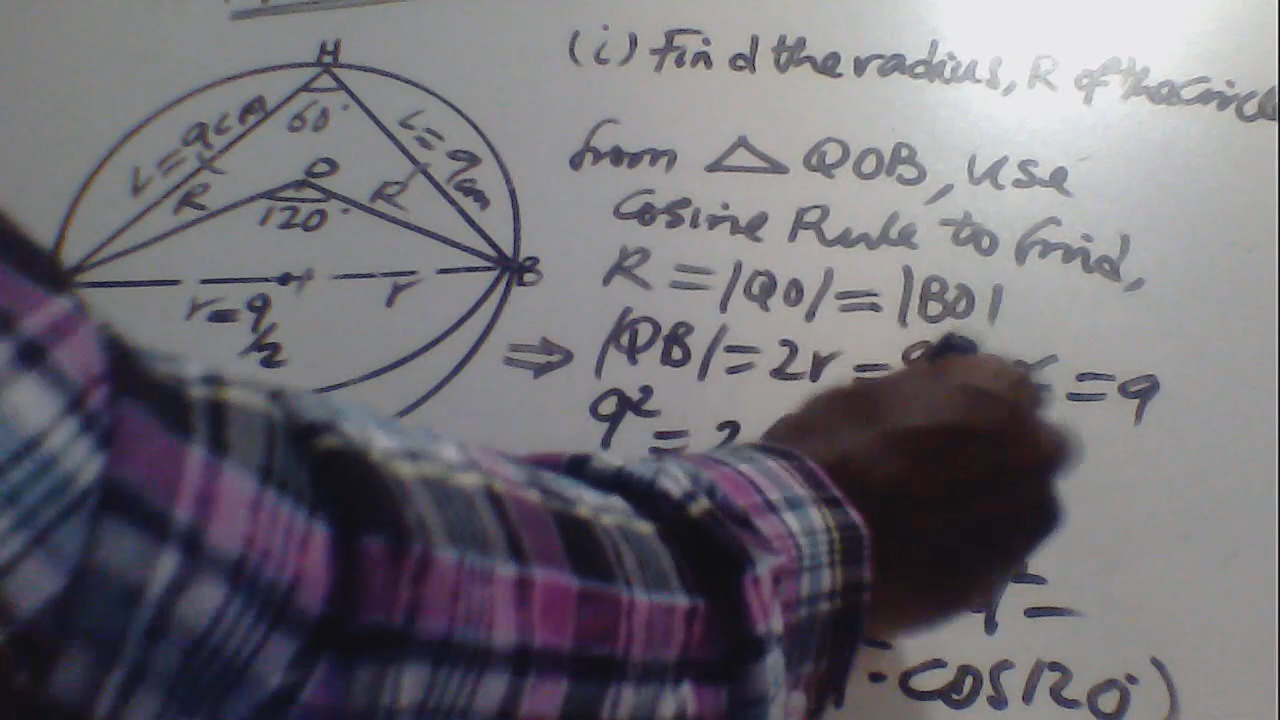 H
60°
L=9cm
L=9cm
R
O
R
120°
B
r=9/2
r
(i) Find the radius, R of the Circle
from △ QOB, use
Cosine Rule to find,
R = |QO| = |BO|
⇒ |QB| = 2r = = 9
9² = 2
=
- cos120°)